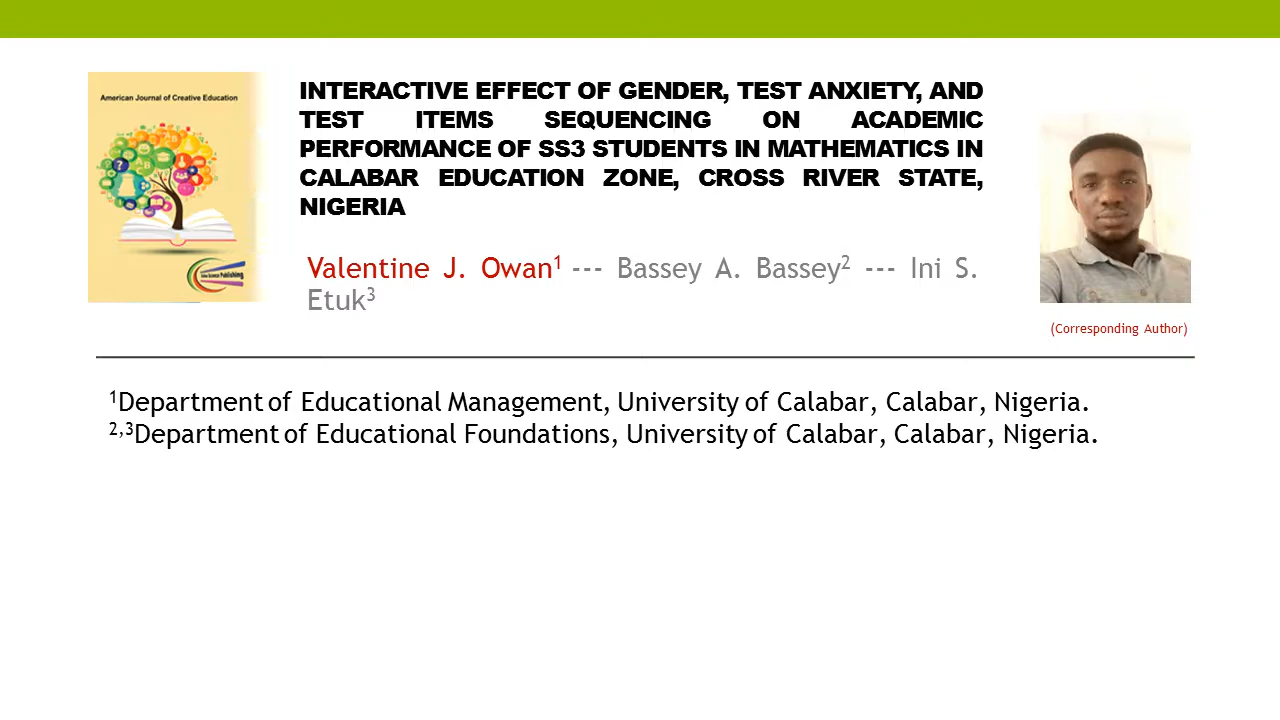 American Journal of Creative Education
INTERACTIVE EFFECT OF GENDER, TEST ANXIETY, AND
TEST ITEMS SEQUENCING ON ACADEMIC
PERFORMANCE OF SS3 STUDENTS IN MATHEMATICS IN
CALABAR EDUCATION ZONE, CROSS RIVER STATE,
NIGERIA
Valentine J. Owan¹ --- Bassey A. Bassey² --- Ini S.
Etuk³
Science Publishing
(Corresponding Author)
¹Department of Educational Management, University of Calabar, Calabar, Nigeria.
²,³Department of Educational Foundations, University of Calabar, Calabar, Nigeria.